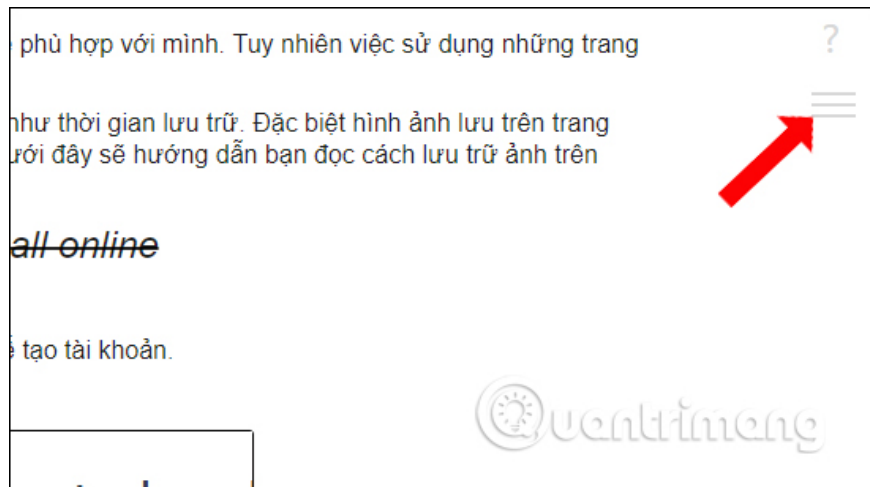 phù hợp với mình. Tuy nhiên việc sử dụng những trang
?
như thời gian lưu trữ. Đặc biệt hình ảnh lưu trên trang
ưới đây sẽ hướng dẫn bạn đọc cách lưu trữ ảnh trên
all online
tạo tài khoản.
Quantrimang